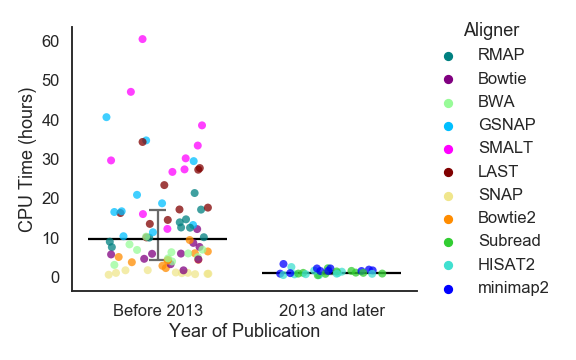 Aligner
RMAP
Bowtie
BWA
GSNAP
SMALT
LAST
SNAP
Bowtie2
Subread
HISAT2
minimap2
CPU Time (hours)
60
50
40
30
20
10
0
Before 2013
2013 and later
Year of Publication